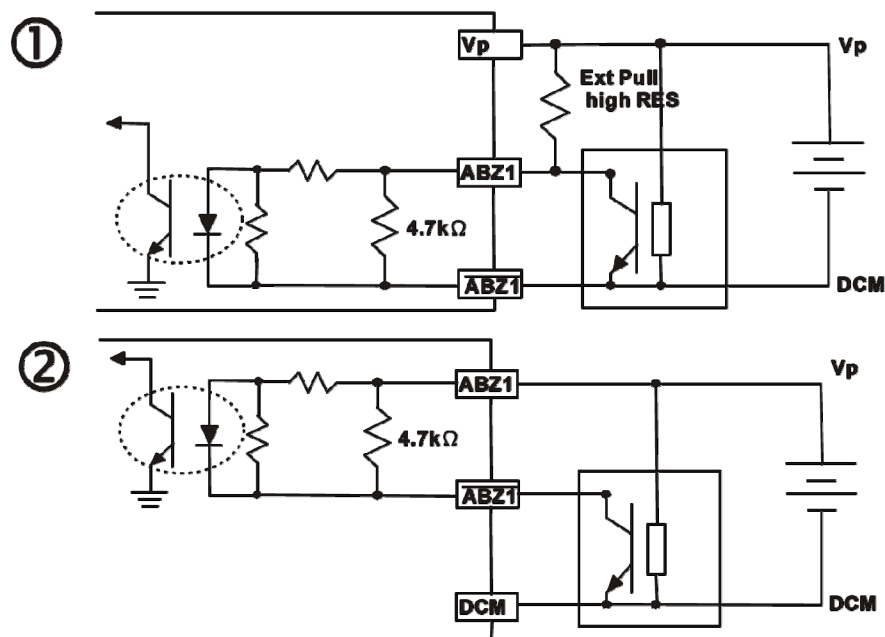 ①
Vp
Vp
Ext Pull
high RES
ABZ1
4.7kΩ
ABZ1
DCM
②
Vp
ABZ1
4.7kΩ
ABZ1
DCM
DCM